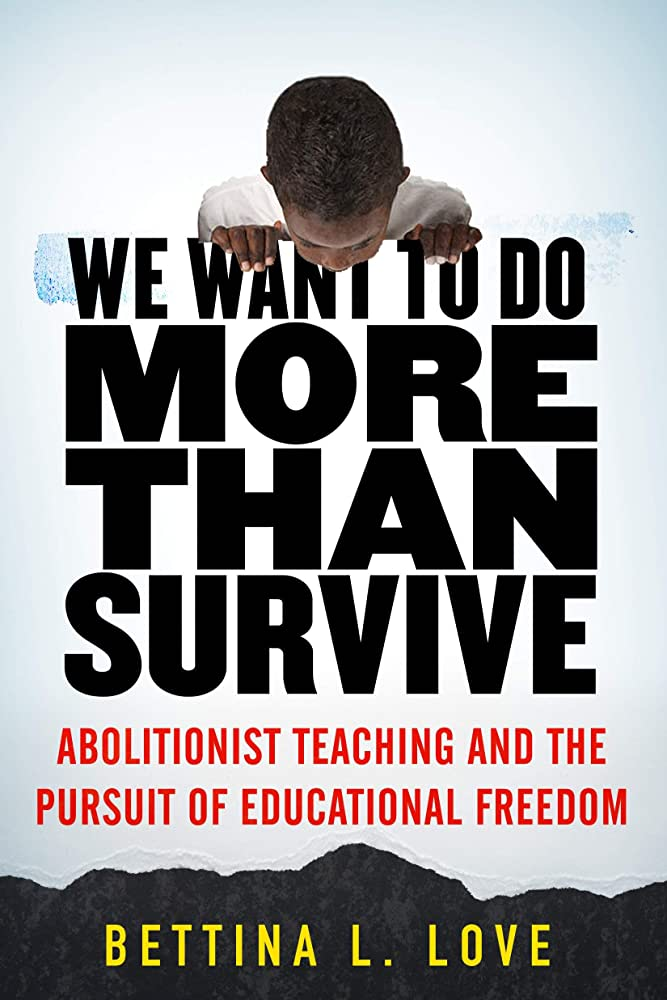 WE WANT TO DO
MORE
THAN
SURVIVE
ABOLITIONIST TEACHING AND THE
PURSUIT OF EDUCATIONAL FREEDOM
BETTINA L. LOVE